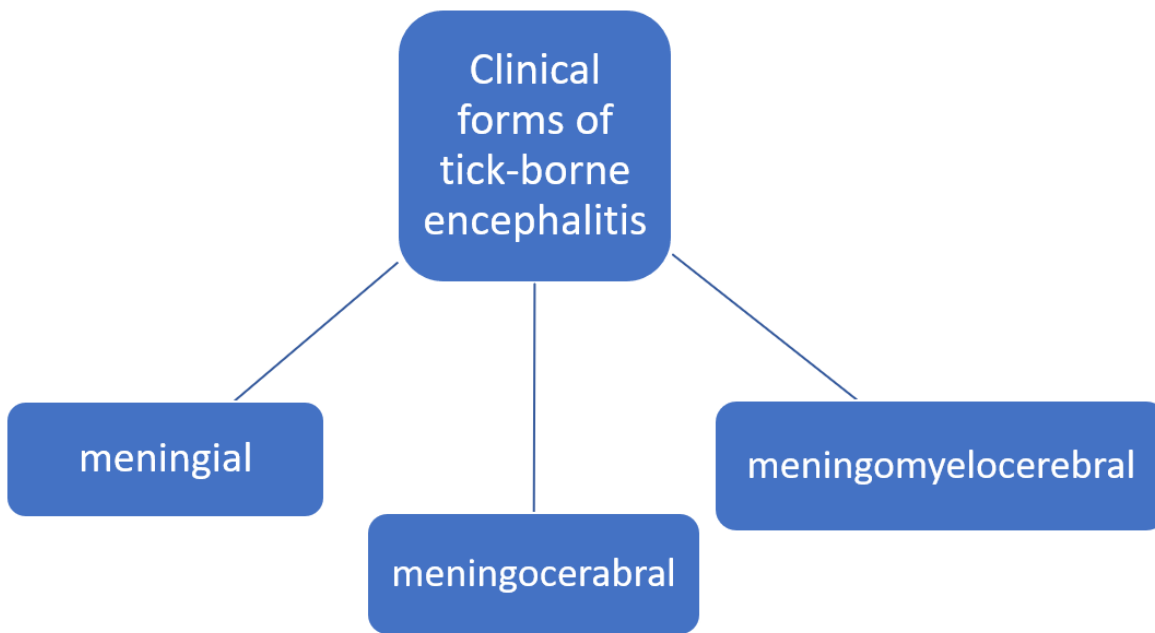 Clinical
forms of
tick-borne
encephalitis
meningial
meningocerabral
meningomyelocerebral